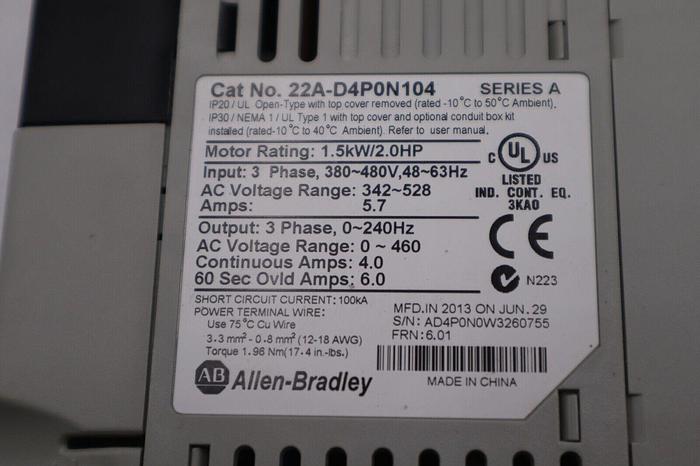 Cat No. 22A-D4P0N104 SERIES A
IP20 / UL Open-Type with top cover removed (rated -10°C to 50°C Ambient).
IP30 / NEMA 1 / UL Type 1 with top cover and optional conduit box kit
installed (rated-10°C to 40°C Ambient). Refer to user manual.
Motor Rating: 1.5kW/2.0HP
Input: 3 Phase, 380~480V,48~63Hz
AC Voltage Range: 342~528
Amps: 5.7
Output: 3 Phase, 0~240Hz
AC Voltage Range: 0 ~ 460
Continuous Amps: 4.0
60 Sec Ovld Amps: 6.0
C UL US
LISTED
IND. CONT. EQ.
3KA0
CE
N223
SHORT CIRCUIT CURRENT: 100kA
POWER TERMINAL WIRE:
Use 75°C Cu Wire
3.3 mm² - 0.8 mm² (12-18 AWG)
Torque 1.96 Nm(17.4 in.-lbs.)
MFD.IN 2013 ON JUN. 29
S/N: AD4P0N0W3260755
FRN: 6.01
AB Allen-Bradley
MADE IN CHINA